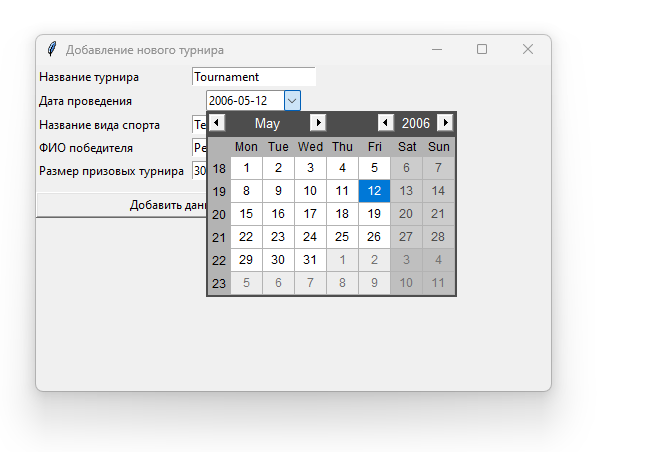 Добавление нового турнира
Название турнира Tournament
Дата проведения 2006-05-12
May 2006
Mon Tue Wed Thu Fri Sat Sun
Название вида спорта Te
ФИО победителя Ре
Размер призовых турнира 30
Добавить дан
18 1 2 3 4 5 6 7
19 8 9 10 11 12 13 14
20 15 16 17 18 19 20 21
21 22 23 24 25 26 27 28
22 29 30 31 1 2 3 4
23 5 6 7 8 9 10 11